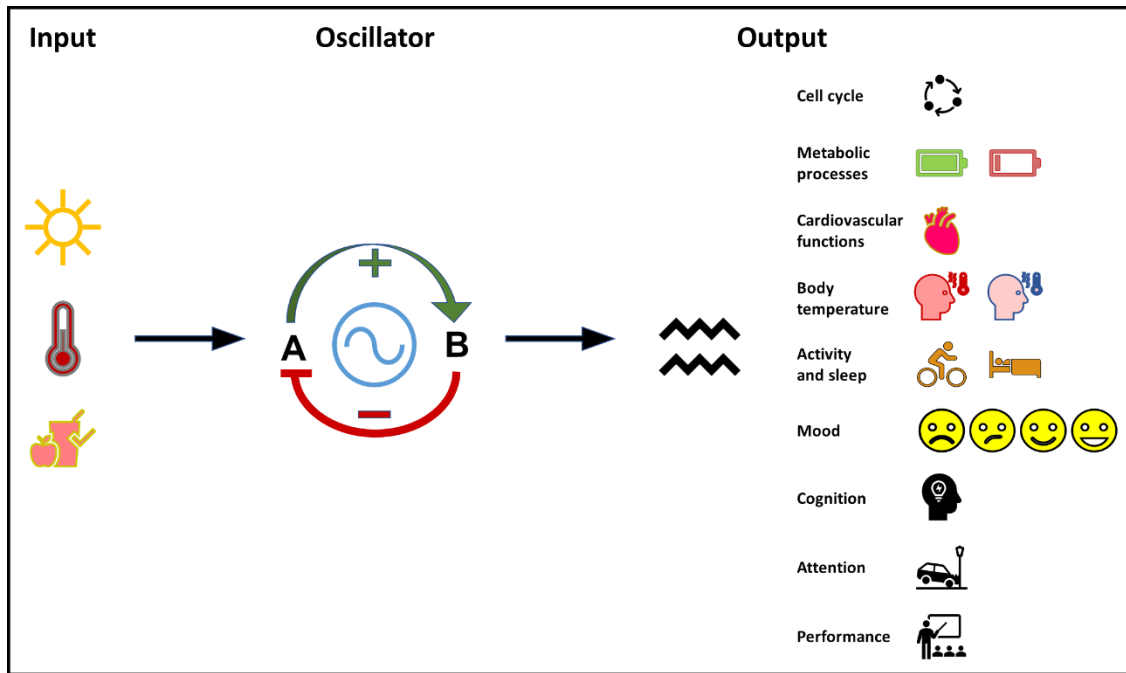 Input
Oscillator
Output
+
A
B
−
Cell cycle
Metabolic
processes
Cardiovascular
functions
Body
temperature
Activity
and sleep
Mood
Cognition
Attention
Performance